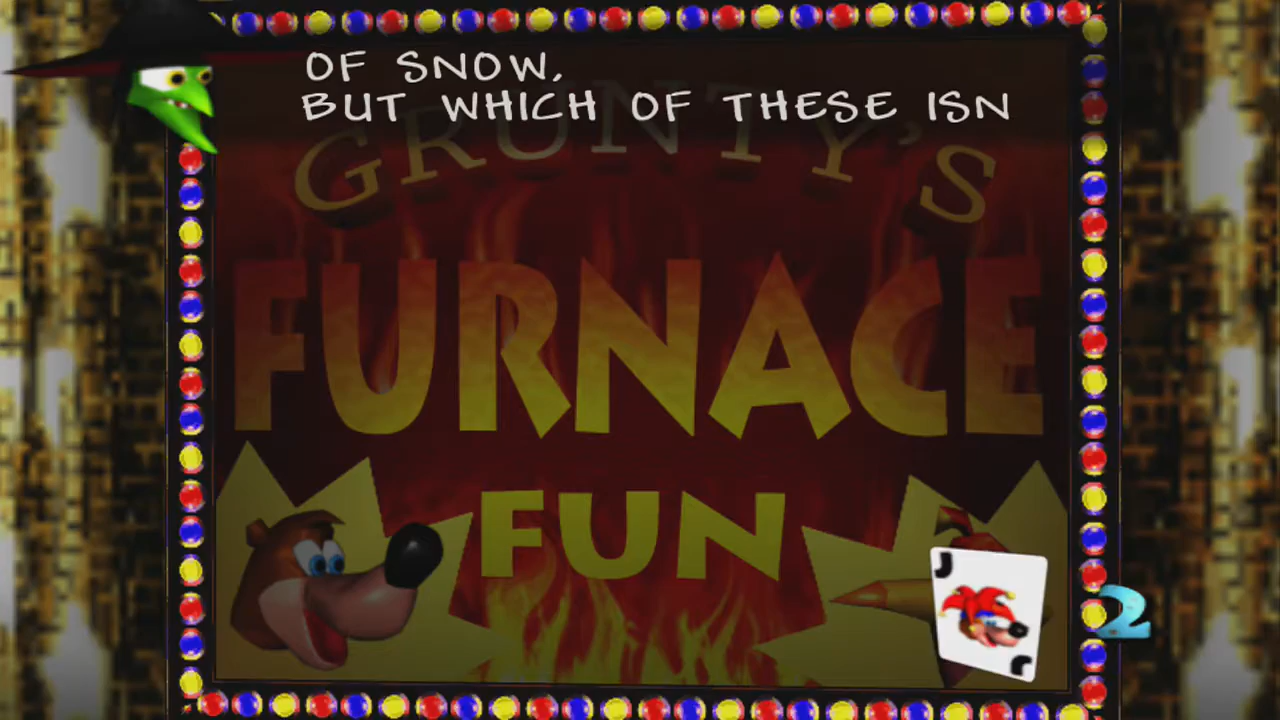 OF SNOW,
BUT WHICH OF THESE ISN
GRUNTY'S
FURNACE
FUN
J
J
2